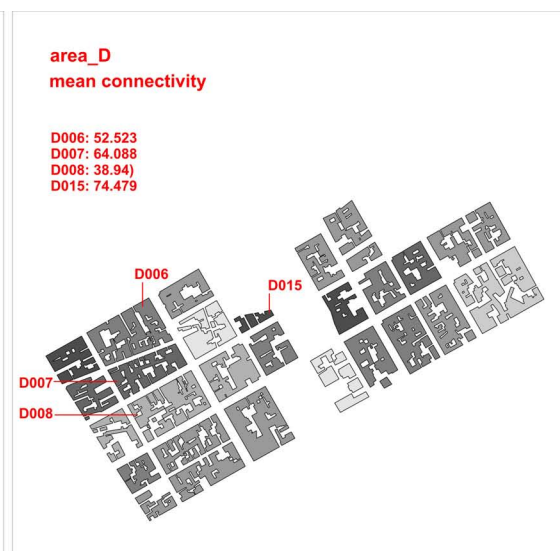 area_D
mean connectivity
D006: 52.523
D007: 64.088
D008: 38.94)
D015: 74.479
D006
D015
D007
D008